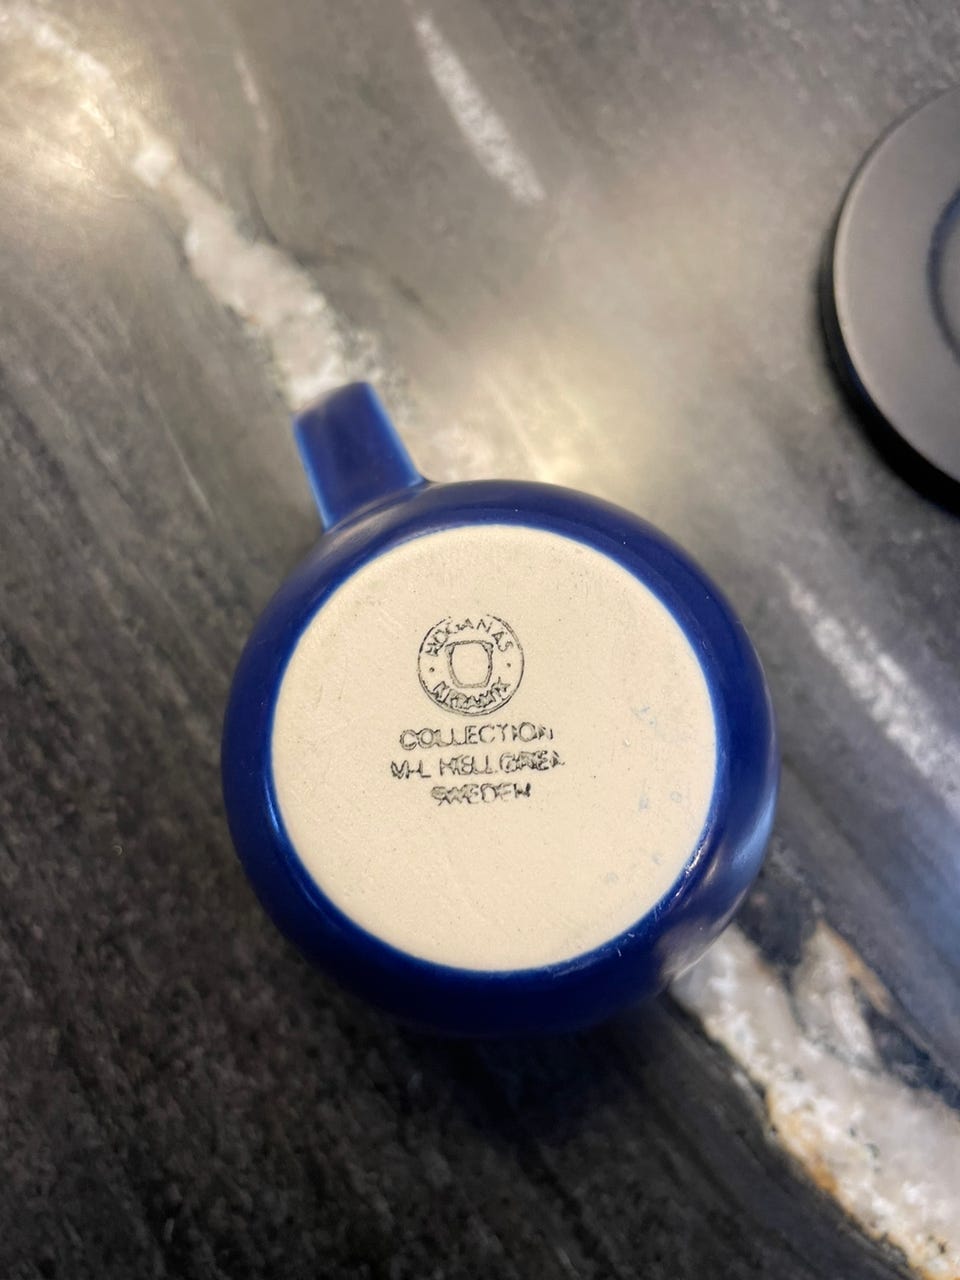 HÖGANÄS
KERAMIK
COLLECTION
M-L HELLGREN
SWEDEN